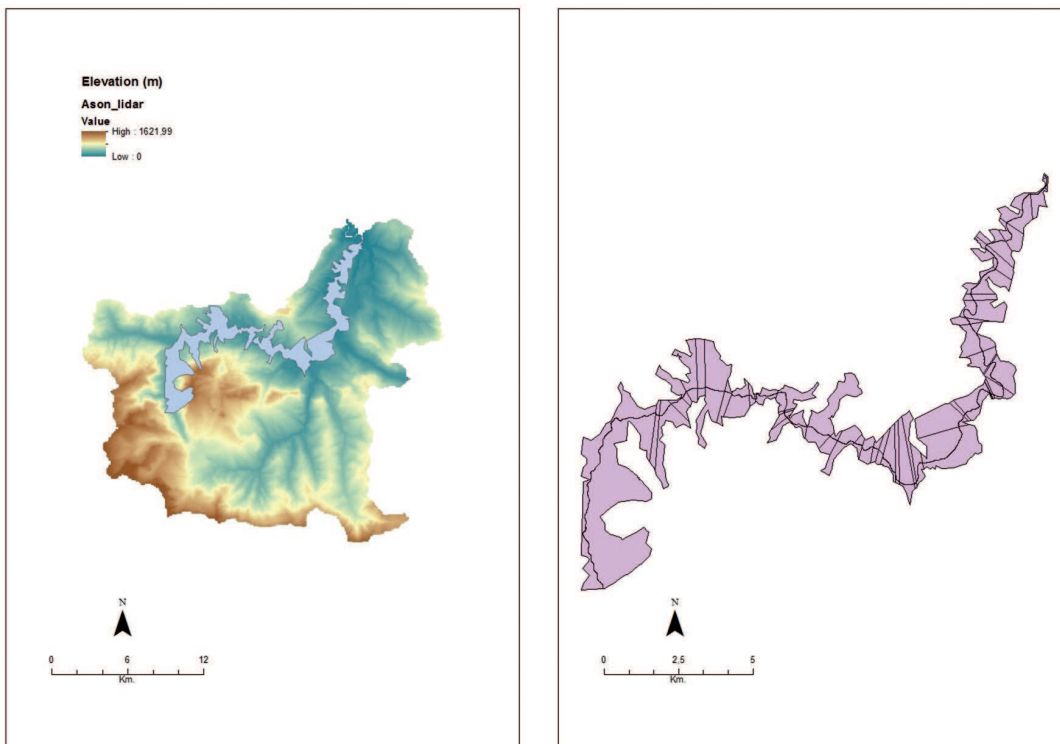 Elevation (m)
Ason_lidar
Value
High : 1621,99
Low : 0
N
0 6 12
Km.
N
0 2,5 5
Km.